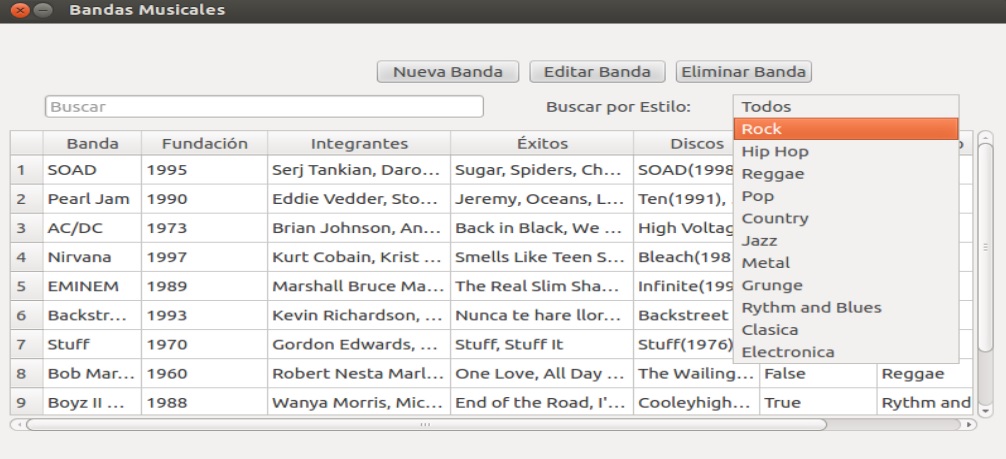 Bandas Musicales
Nueva Banda Editar Banda Eliminar Banda
Buscar Buscar por Estilo: Todos
Rock
Hip Hop
Reggae
Pop
Country
Jazz
Metal
Grunge
Rythm and Blues
Clasica
Electronica
Banda Fundación Integrantes Éxitos Discos
1 SOAD 1995 Serj Tankian, Daro... Sugar, Spiders, Ch... SOAD(1998
2 Pearl Jam 1990 Eddie Vedder, Sto... Jeremy, Oceans, L... Ten(1991),
3 AC/DC 1973 Brian Johnson, An... Back in Black, We ... High Voltag
4 Nirvana 1997 Kurt Cobain, Krist ... Smells Like Teen S... Bleach(198
5 EMINEM 1989 Marshall Bruce Ma... The Real Slim Sha... Infinite(199
6 Backstr... 1993 Kevin Richardson, ... Nunca te hare llor... Backstreet
7 Stuff 1970 Gordon Edwards, ... Stuff, Stuff It Stuff(1976)
8 Bob Mar... 1960 Robert Nesta Marl... One Love, All Day ... The Wailing... False Reggae
9 Boyz II ... 1988 Wanya Morris, Mic... End of the Road, I'... Cooleyhigh... True Rythm and